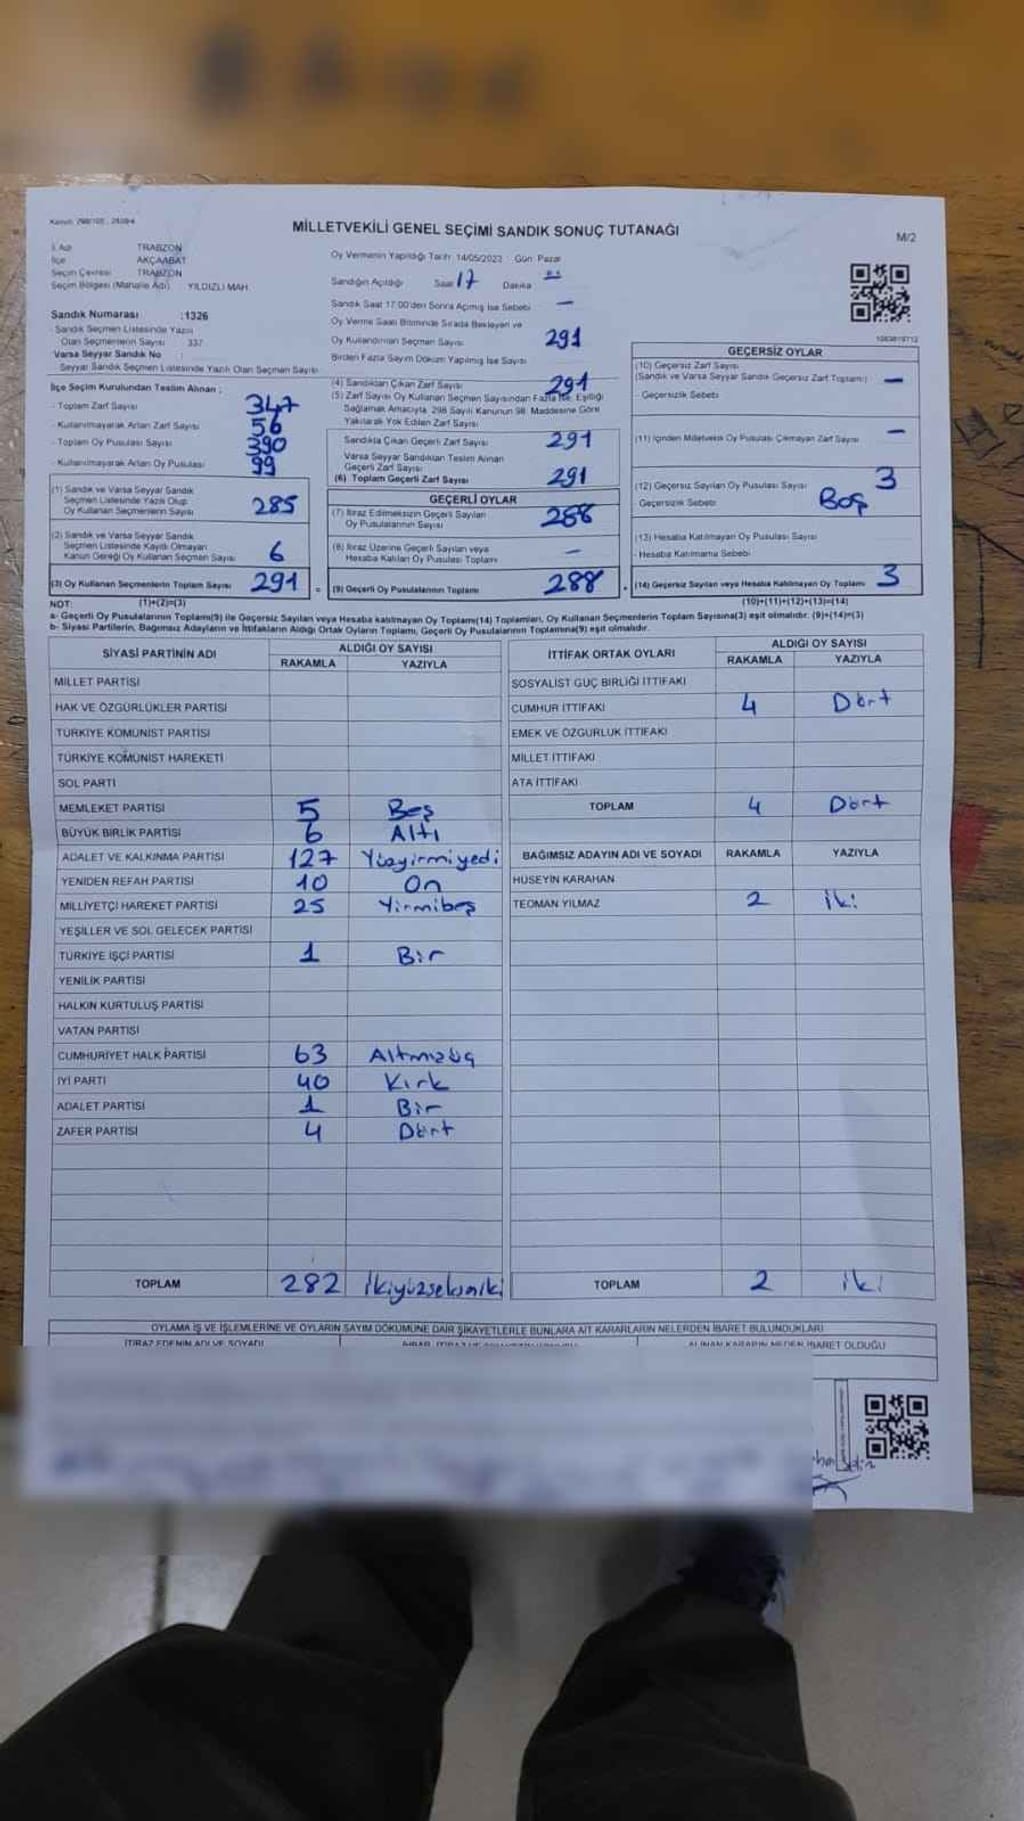 MİLLETVEKİLİ GENEL SEÇİMİ SANDIK SONUÇ TUTANAĞI
M/2
İl Adı TRABZON
İlçe AKÇAABAT
Seçim Çevresi TRABZON
Seçim Bölgesi (Mahalle Adı) YILDIZLI MAH.
Sandık Numarası :1326
Sandık Seçmen Listesinde Yazılı
Olan Seçmenlerin Sayısı 337
Varsa Seyyar Sandık No :
Seyyar Sandık Seçmen Listesinde Yazılı Olan Seçmen Sayısı
İlçe Seçim Kurulundan Teslim Alınan ;
- Toplam Zarf Sayısı 347
- Kullanılmayarak Artan Zarf Sayısı 56
- Toplam Oy Pusulası Sayısı 390
- Kullanılmayarak Artan Oy Pusulası 99
(1) Sandık ve Varsa Seyyar Sandık
Seçmen Listesinde Yazılı Olup
Oy Kullanan Seçmenlerin Sayısı 285
(2) Sandık ve Varsa Seyyar Sandık
Seçmen Listesinde Kayıtlı Olmayan
Kanun Gereği Oy Kullanan Seçmen Sayısı 6
(3) Oy Kullanan Seçmenlerin Toplam Sayısı 291
Oy Vermenin Yapıldığı Tarih 14/05/2023 Gün Pazar
Sandığın Açıldığı Saat 17 Dakika
Sandık Saat 17.00'den Sonra Açılmış İse Sebebi —
Oy Verme Saati Bitiminde Sırada Bekleyen ve
Oy Kullandırılan Seçmen Sayısı 291
Birden Fazla Sayım Döküm Yapılmış İse Sayısı
(4) Sandıktan Çıkan Zarf Sayısı 291
(5) Zarf Sayısı Oy Kullanan Seçmen Sayısından Fazla İse, Eşitliği
Sağlamak Amacıyla, 298 Sayılı Kanunun 98. Maddesine Göre
Yakılarak Yok Edilen Zarf Sayısı
Sandıkta Çıkan Geçerli Zarf Sayısı 291
Varsa Seyyar Sandıktan Teslim Alınan
Geçerli Zarf Sayısı
(6) Toplam Geçerli Zarf Sayısı 291
GEÇERLİ OYLAR
(7) İtiraz Edilmeksizin Geçerli Sayılan
Oy Pusulalarının Sayısı 288
(8) İtiraz Üzerine Geçerli Sayılan veya
Hesaba Katılan Oy Pusulası Toplamı —
(9) Geçerli Oy Pusulalarının Toplamı 288
GEÇERSİZ OYLAR
(10) Geçersiz Zarf Sayısı
(Sandık ve Varsa Seyyar Sandık Geçersiz Zarf Toplamı) —
- Geçersizlik Sebebi
(11) İçinden Milletvekili Oy Pusulası Çıkmayan Zarf Sayısı —
(12) Geçersiz Sayılan Oy Pusulası Sayısı 3
Geçersizlik Sebebi Boş
(13) Hesaba Katılmayan Oy Pusulası Sayısı
- Hesaba Katılmama Sebebi
(14) Geçersiz Sayılan veya Hesaba Katılmayan Oy Toplamı 3
NOT: (1)+(2)=(3) (10)+(11)+(12)+(13)=(14)
a- Geçerli Oy Pusulalarının Toplamı(9) ile Geçersiz Sayılan veya Hesaba katılmayan Oy Toplamı(14) Toplamları, Oy Kullanan Seçmenlerin Toplam Sayısına(3) eşit olmalıdır. (9)+(14)=(3)
b- Siyasi Partilerin, Bağımsız Adayların ve İttifakların Aldığı Ortak Oyların Toplamı, Geçerli Oy Pusulalarının Toplamına(9) eşit olmalıdır.
SİYASİ PARTİNİN ADI ALDIĞI OY SAYISI
RAKAMLA YAZIYLA
MİLLET PARTİSİ
HAK VE ÖZGÜRLÜKLER PARTİSİ
TÜRKİYE KOMÜNİST PARTİSİ
TÜRKİYE KOMÜNİST HAREKETİ
SOL PARTİ
MEMLEKET PARTİSİ 5 Beş
BÜYÜK BİRLİK PARTİSİ 6 Altı
ADALET VE KALKINMA PARTİSİ 127 Yüzyirmiyedi
YENİDEN REFAH PARTİSİ 10 On
MİLLİYETÇİ HAREKET PARTİSİ 25 Yirmibeş
YEŞİLLER VE SOL GELECEK PARTİSİ
TÜRKİYE İŞÇİ PARTİSİ 1 Bir
YENİLİK PARTİSİ
HALKIN KURTULUŞ PARTİSİ
VATAN PARTİSİ
CUMHURİYET HALK PARTİSİ 63 Altmışüç
İYİ PARTİ 40 Kırk
ADALET PARTİSİ 1 Bir
ZAFER PARTİSİ 4 Dört
TOPLAM 282 İkiyüzseksniki
İTTİFAK ORTAK OYLARI ALDIĞI OY SAYISI
RAKAMLA YAZIYLA
SOSYALİST GÜÇ BİRLİĞİ İTTİFAKI
CUMHUR İTTİFAKI 4 Dört
EMEK VE ÖZGÜRLÜK İTTİFAKI
MİLLET İTTİFAKI
ATA İTTİFAKI
TOPLAM 4 Dört
BAĞIMSIZ ADAYIN ADI VE SOYADI RAKAMLA YAZIYLA
HÜSEYİN KARAHAN
TEOMAN YILMAZ 2 iki
TOPLAM 2 iki
OYLAMA İŞ VE İŞLEMLERİNE VE OYLARIN SAYIM DÖKÜMÜNE DAİR ŞİKAYETLERLE BUNLARA AİT KARARLARIN NELERDEN İBARET BULUNDUKLARI
İTİRAZ EDENİN ADI VE SOYADI ALINAN KARARIN NEDEN İBARET OLDUĞU